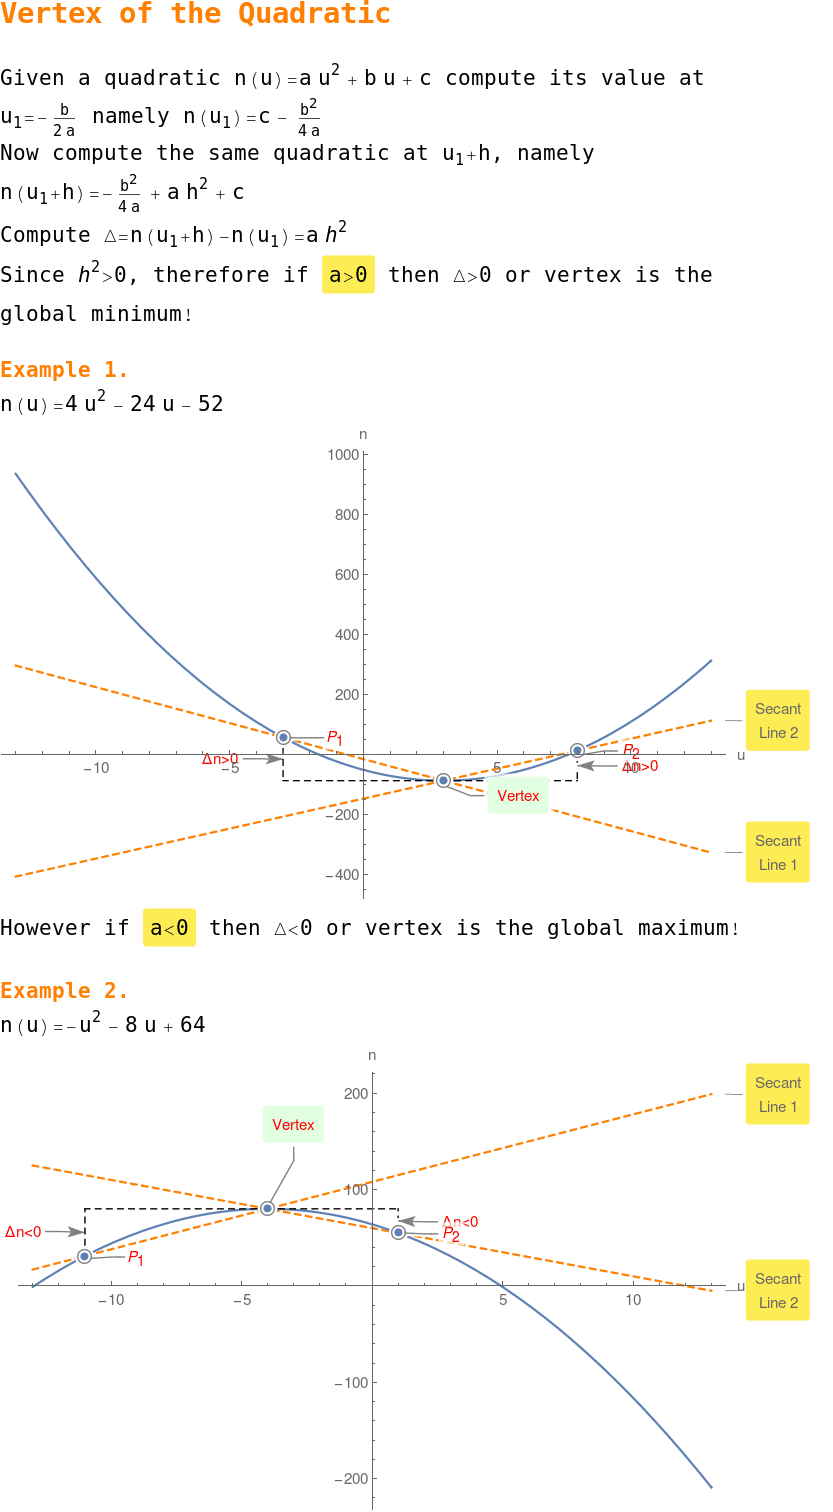 Vertex of the Quadratic
Given a quadratic n(u)=a u² + b u + c compute its value at
u₁=- b/2 a namely n(u₁)=c - b²/4 a
Now compute the same quadratic at u₁+h, namely
n(u₁+h)=- b²/4 a + a h² + c
Compute Δ=n(u₁+h)-n(u₁)=a h²
Since h²>0, therefore if a>0 then Δ>0 or vertex is the
global minimum!
Example 1.
n(u)=4 u² - 24 u - 52
n
1000
800
600
400
200
-200
-400
-10
-5
5
10
u
P₁
Δn>0
P₂
Δn>0
Vertex
Secant
Line 2
Secant
Line 1
However if a<0 then Δ<0 or vertex is the global maximum!
Example 2.
n(u)=-u² - 8 u + 64
n
200
100
-100
-200
-10
-5
5
10
u
Vertex
Δn<0
P₁
Δn<0
P₂
Secant
Line 1
Secant
Line 2